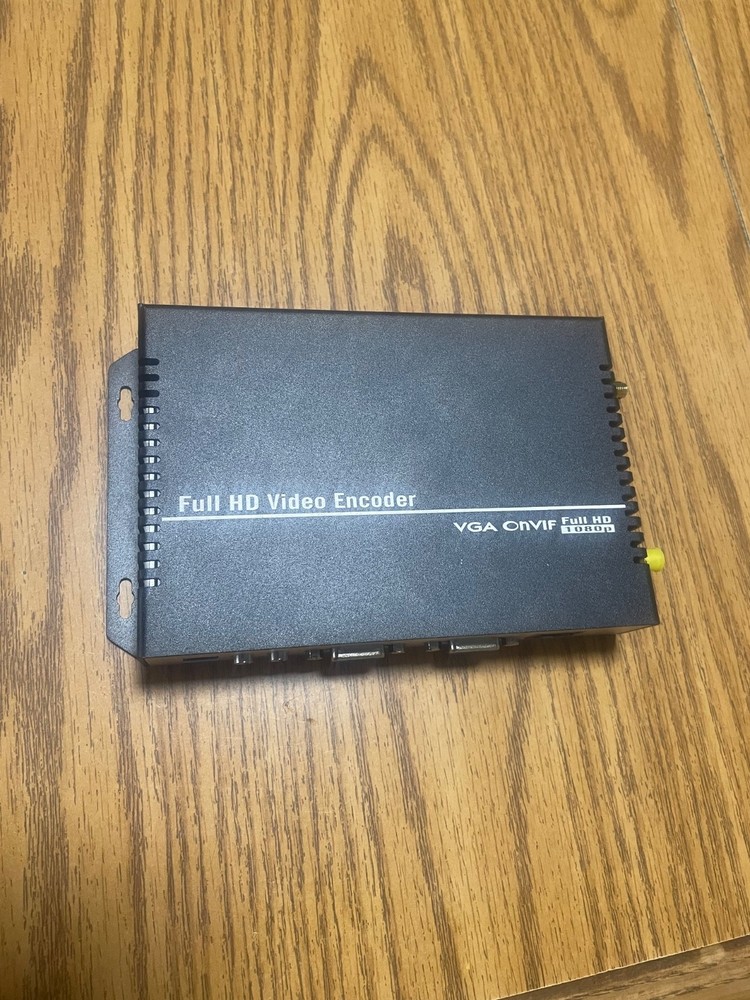 Full HD Video Encoder
VGA ONVIF Full HD
1080p